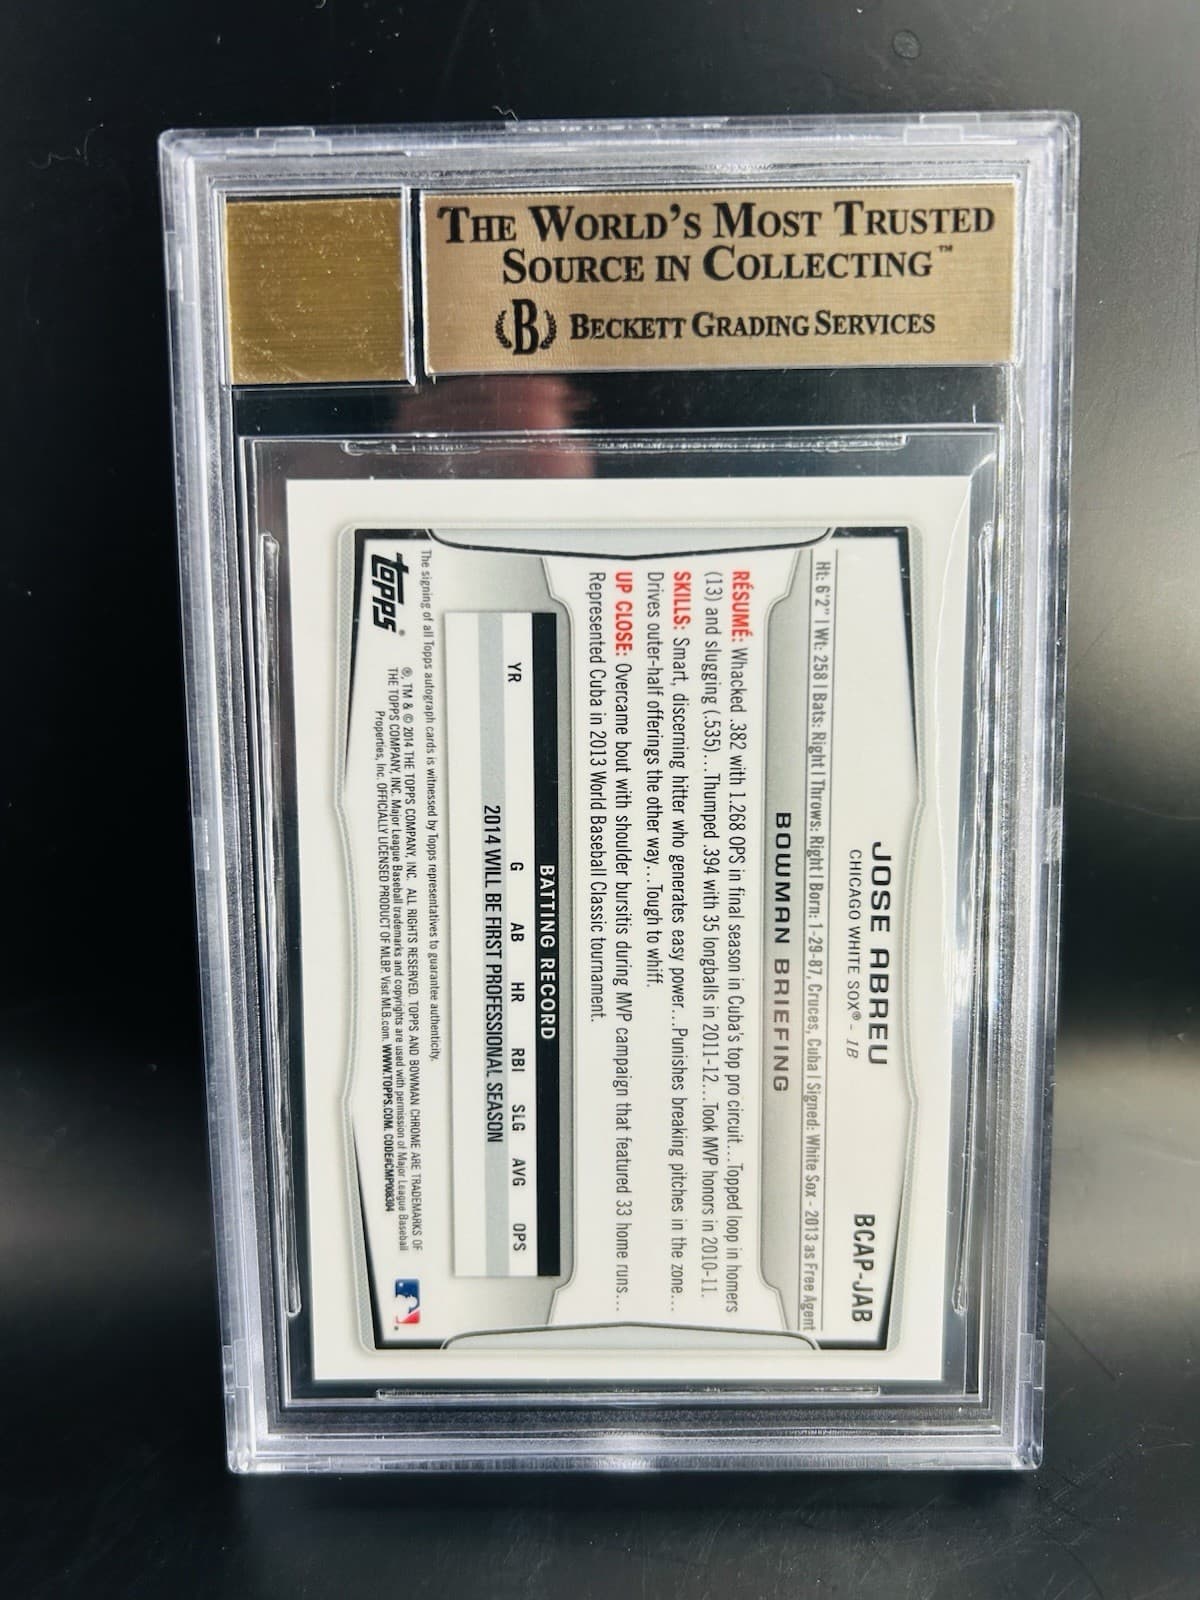 THE WORLD'S MOST TRUSTED
SOURCE IN COLLECTING™
B BECKETT GRADING SERVICES
JOSE ABREU
BCAP-JAB
CHICAGO WHITE SOX® - 1B
Ht: 6'2" | Wt: 258 | Bats: Right | Throws: Right | Born: 1-29-87, Cruces, Cuba | Signed: White Sox - 2013 as Free Agent
BOWMAN BRIEFING
RÉSUMÉ: Whacked .382 with 1.268 OPS in final season in Cuba's top pro circuit...Topped loop in homers
(13) and slugging (.535)...Thumped .394 with 35 longballs in 2011-12...Took MVP honors in 2010-11.
SKILLS: Smart, discerning hitter who generates easy power...Punishes breaking pitches in the zone...
Drives outer-half offerings the other way...Tough to whiff.
UP CLOSE: Overcame bout with shoulder bursitis during MVP campaign that featured 33 home runs...
Represented Cuba in 2013 World Baseball Classic tournament.
BATTING RECORD
YR G AB HR RBI SLG AVG OPS
2014 WILL BE FIRST PROFESSIONAL SEASON
The signing of all Topps autograph cards is witnessed by Topps representatives to guarantee authenticity.
topps®
®, TM & © 2014 THE TOPPS COMPANY, INC. ALL RIGHTS RESERVED. TOPPS AND BOWMAN CHROME ARE TRADEMARKS OF
THE TOPPS COMPANY, INC. Major League Baseball trademarks and copyrights are used with permission of Major League Baseball
Properties, Inc. OFFICIALLY LICENSED PRODUCT OF MLBP. Visit MLB.com. WWW.TOPPS.COM. CODE#CMP008304